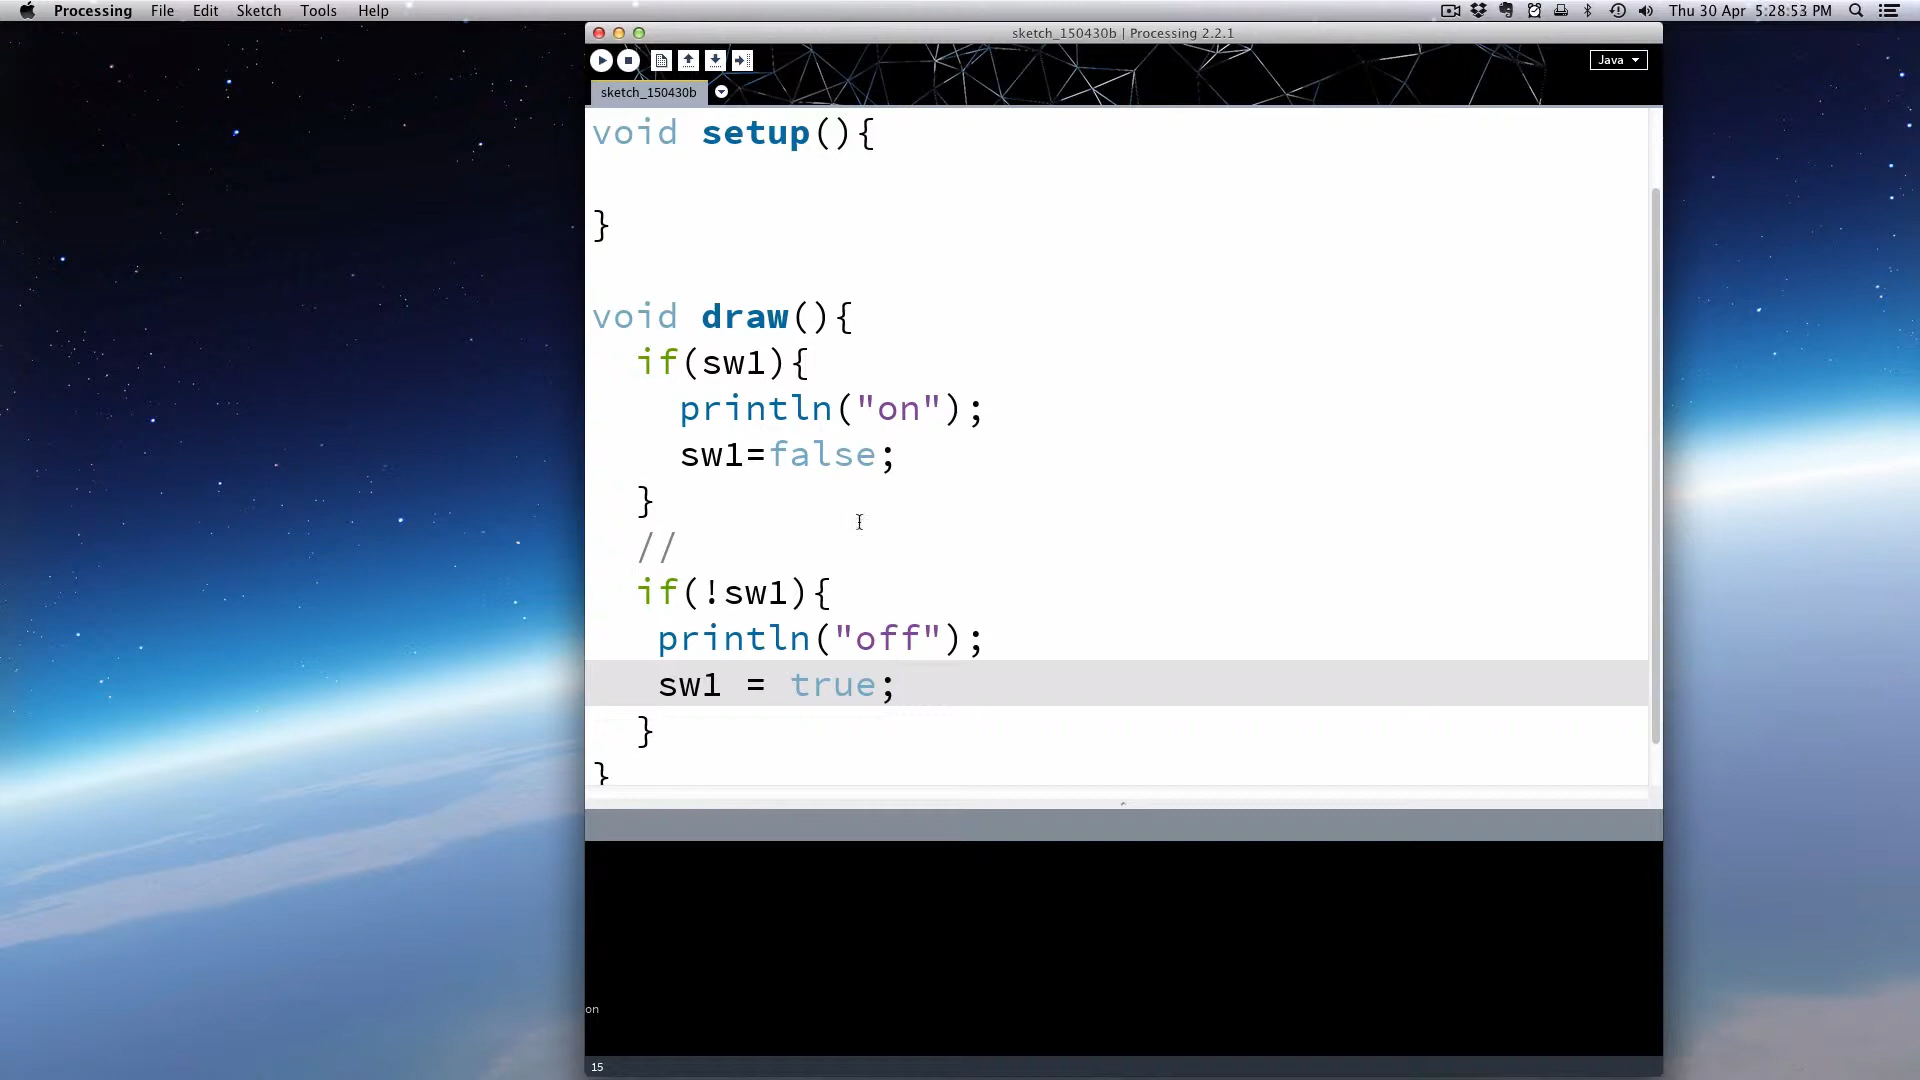 Processing File Edit Sketch Tools Help Thu 30 Apr 5:28:53 PM
sketch_150430b | Processing 2.2.1
Java
sketch_150430b
void setup(){
}
void draw(){
if(sw1){
println("on");
sw1=false;
}
//
if(!sw1){
println("off");
sw1 = true;
}
}
on
15